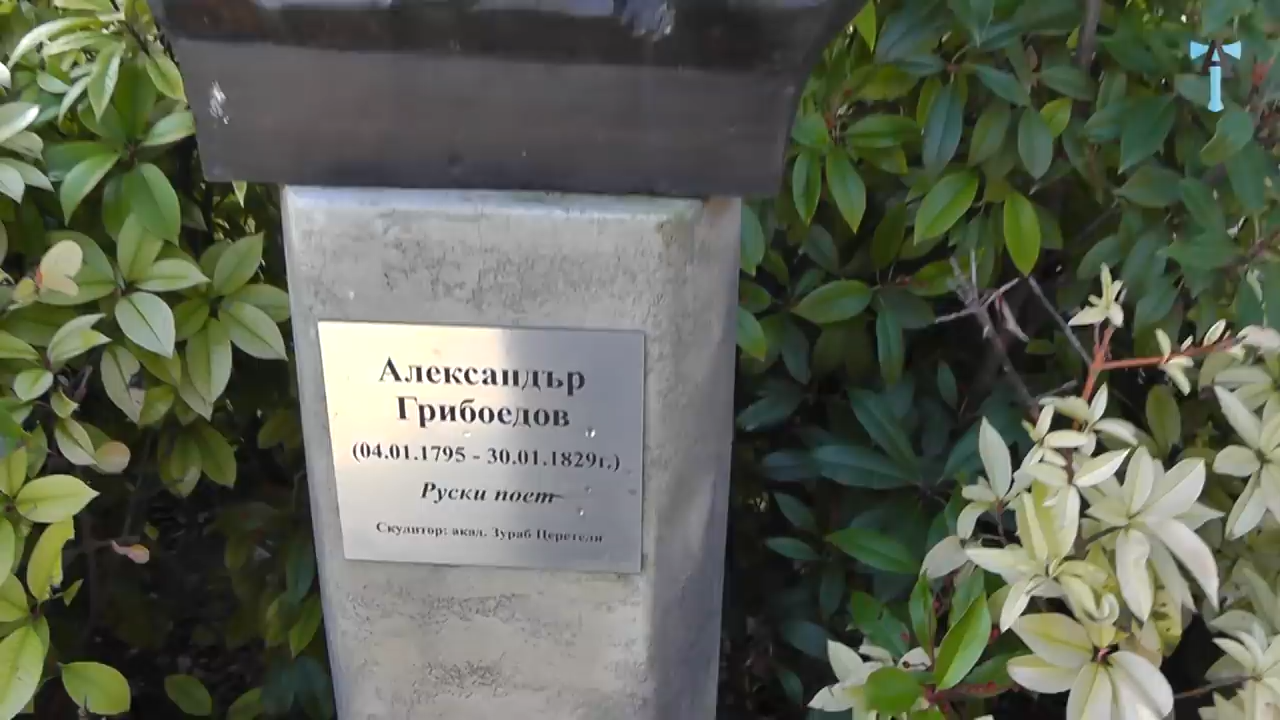 Александър
Грибоедов
(04.01.1795 - 30.01.1829г.)
Руски поет
Скулптор: акад. Зураб Церетели